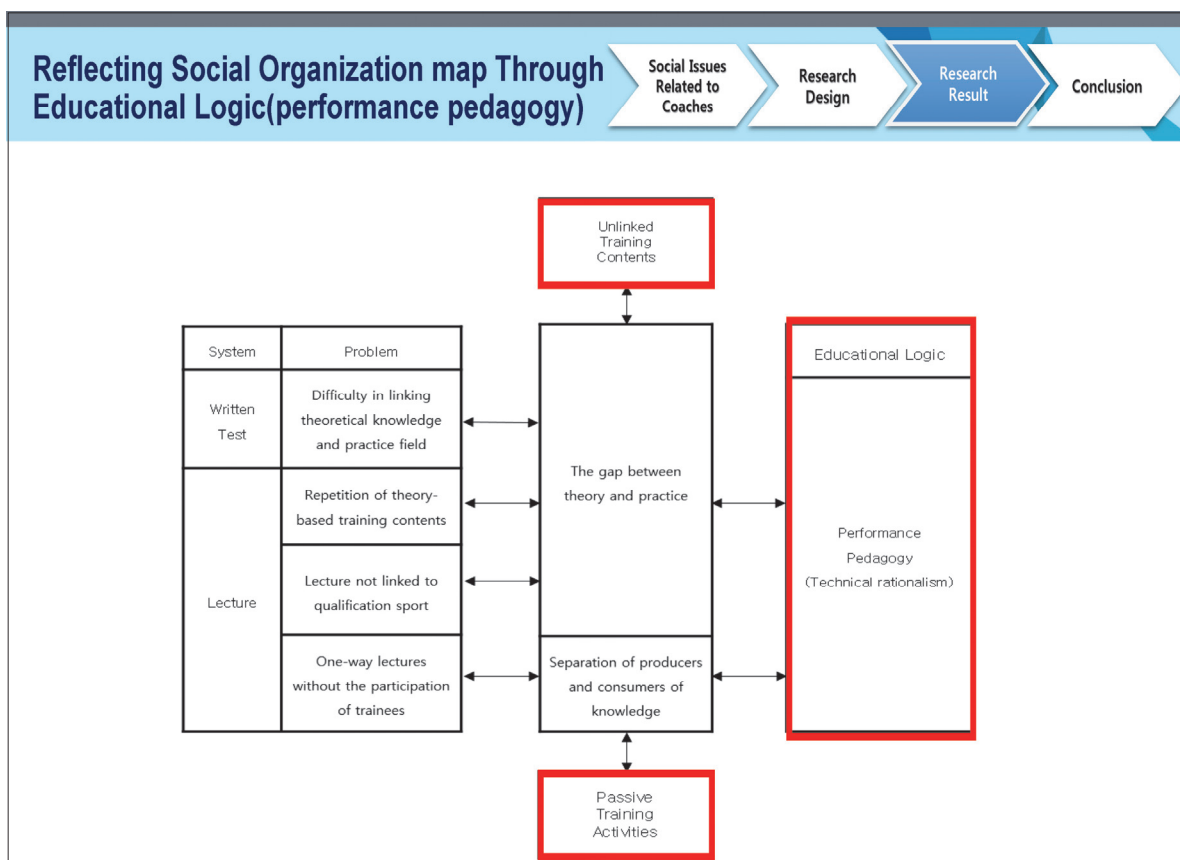 Reflecting Social Organization map Through
Educational Logic(performance pedagogy)
Social Issues
Related to
Coaches
Research
Design
Research
Result
Conclusion
Unlinked
Training
Contents
System
Problem
Written
Test
Difficulty in linking
theoretical knowledge
and practice field
Lecture
Repetition of theory-
based training contents
Lecture not linked to
qualification sport
One-way lectures
without the participation
of trainees
The gap between
theory and practice
Separation of producers
and consumers of
knowledge
Educational Logic
Performance
Pedagogy
(Technical rationalism)
Passive
Training
Activities